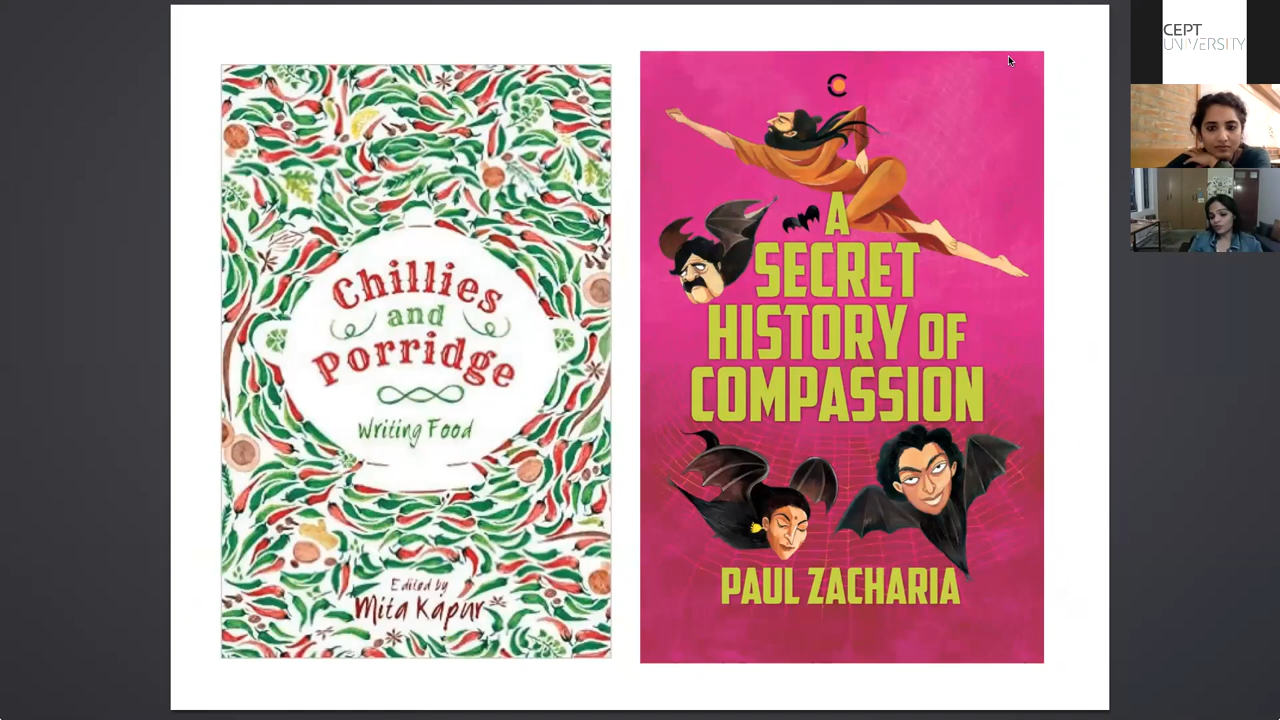 Chillies
and
Porridge
Writing Food
Edited by
Mita Kapur
A
SECRET
HISTORY OF
COMPASSION
PAUL ZACHARIA
CEPT
UNIVERSITY